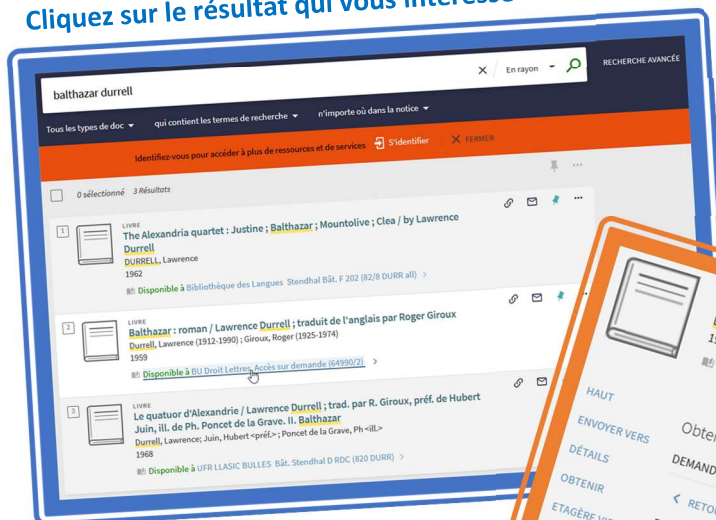 Cliquez sur le résultat qui vous intéresse
balthazar durrell
En rayon
RECHERCHE AVANCÉE
Tous les types de doc
qui contient les termes de recherche
n'importe où dans la notice
Identifiez-vous pour accéder à plus de ressources et de services
S'identifier
FERMER
0 sélectionné 3 Résultats
1
LIVRE
The Alexandria quartet : Justine ; Balthazar ; Mountolive ; Clea / by Lawrence
Durrell
DURRELL, Lawrence
1962
Disponible à Bibliothèque des Langues Stendhal Bât. F 202 (82/8 DURR all) >
2
LIVRE
Balthazar : roman / Lawrence Durrell ; traduit de l'anglais par Roger Giroux
Durrell, Lawrence (1912-1990) ; Giroux, Roger (1925-1974)
1959
Disponible à BU Droit Lettres Accès sur demande (64990/2) >
3
LIVRE
Le quatuor d'Alexandrie / Lawrence Durrell ; trad. par R. Giroux, préf. de Hubert
Juin, ill. de Ph. Poncet de la Grave. II. Balthazar
Durrell, Lawrence; Juin, Hubert <préf.> ; Poncet de la Grave, Ph <ill.>
1968
Disponible à UFR LLASIC BULLES Bât. Stendhal D RDC (820 DURR) >
HAUT
ENVOYER VERS
DÉTAILS
OBTENIR
Obte
DEMAND
RETO